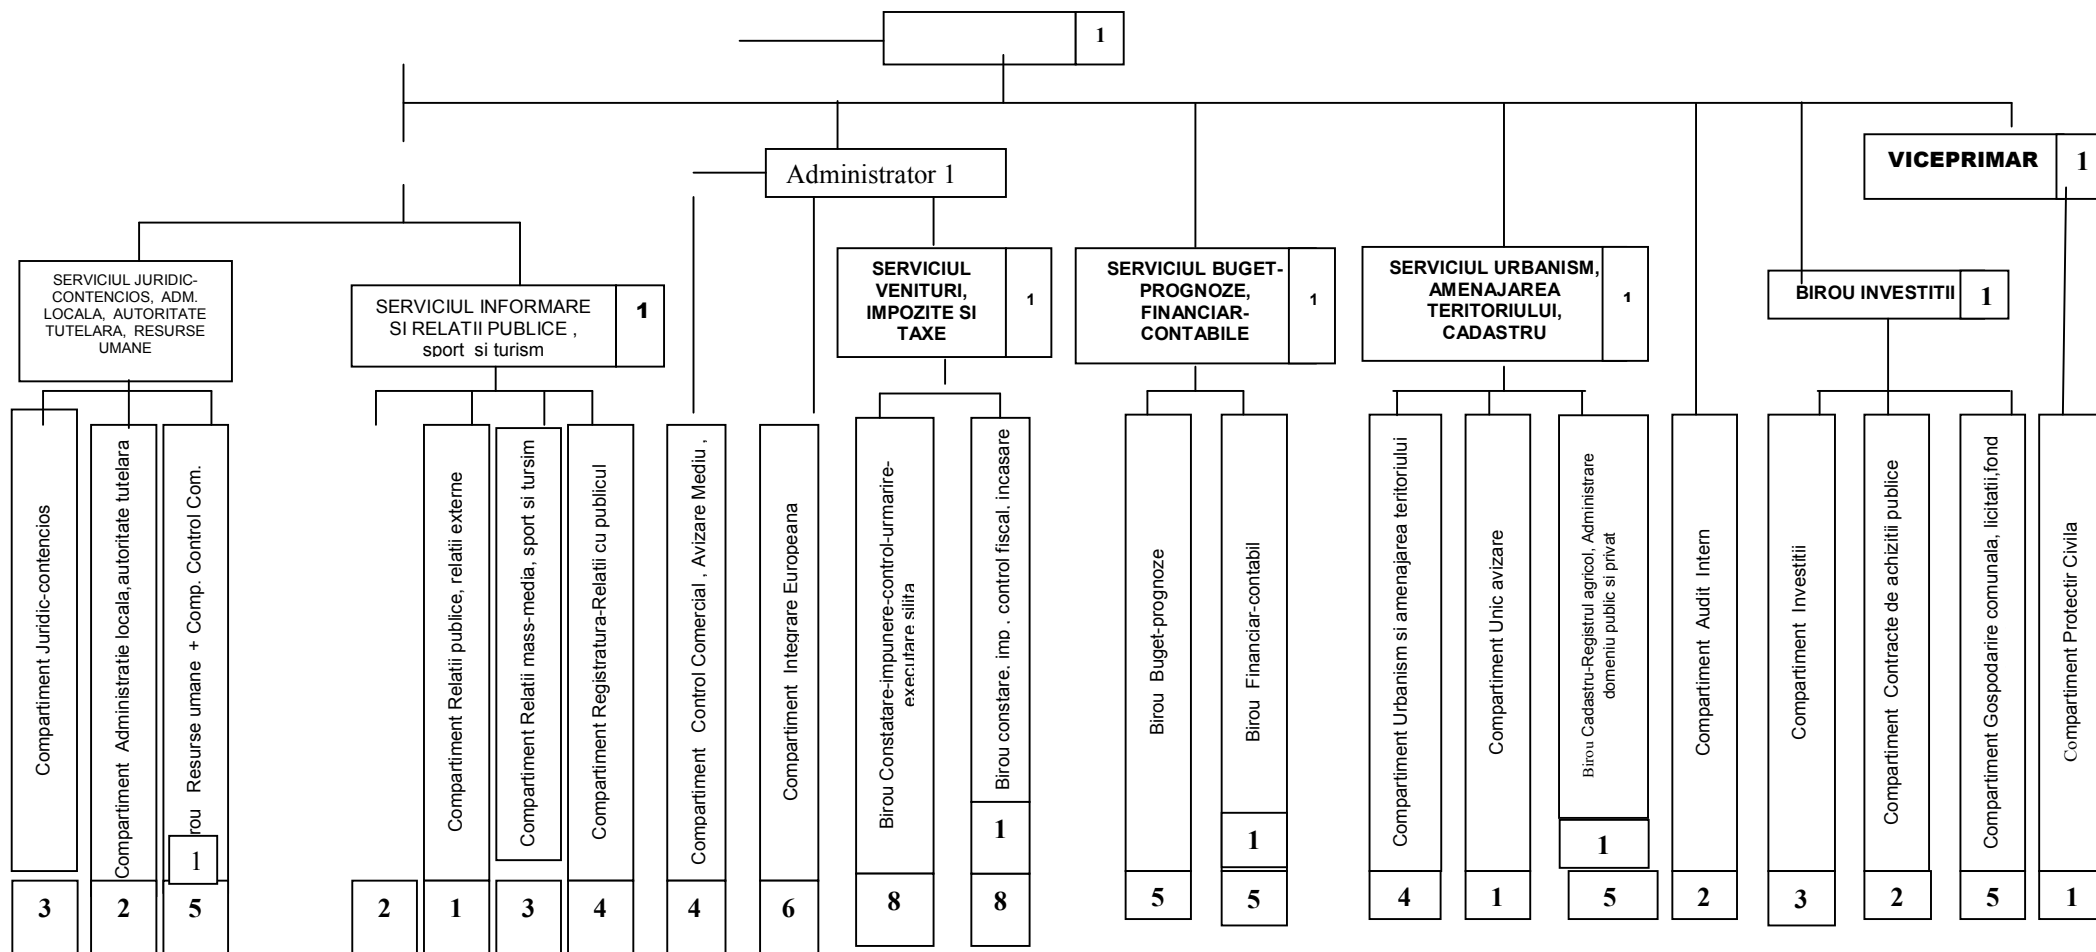 1
Administrator 1
VICEPRIMAR 1
SERVICIUL JURIDIC-
CONTENCIOS, ADM.
LOCALA, AUTORITATE
TUTELARA, RESURSE
UMANE
SERVICIUL INFORMARE
SI RELATII PUBLICE ,
sport si turism
1
SERVICIUL
VENITURI,
IMPOZITE SI
TAXE
1
SERVICIUL BUGET-
PROGNOZE,
FINANCIAR-
CONTABILE
1
SERVICIUL URBANISM,
AMENAJAREA
TERITORIULUI,
CADASTRU
1
BIROU INVESTITII 1
Compartiment Juridic-contencios
Compartiment Administratie locala,autoritate tutelara
rou Resurse umane + Comp. Control Com.
1
Compartiment Relatii publice, relatii externe
Compartiment Relatii mass-media, sport si tursim
Compartiment Registratura-Relatii cu publicul
Compartiment Control Comercial , Avizare Mediu ,
Compartiment Integrare Europeana
Birou Constatare-impunere-control-urmarire-
executare silita
Birou constare. imp . control fiscal. incasare
1
Birou Buget-prognoze
Birou Financiar-contabil
1
Compartiment Urbanism si amenajarea teritoriului
Compartiment Unic avizare
Birou Cadastru-Registrul agricol, Administrare
domeniu public si privat
1
Compartiment Audit Intern
Compartiment Investitii
Compartiment Contracte de achizitii publice
Compartiment Gospodarire comunala, licitatii,fond
Compartiment Protectir Civila
3 2 5 2 1 3 4 4 6 8 8 5 5 4 1 5 2 3 2 5 1